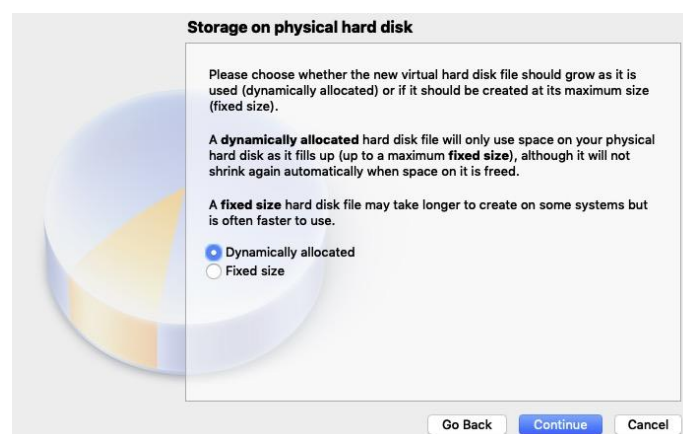 Storage on physical hard disk
Please choose whether the new virtual hard disk file should grow as it is
used (dynamically allocated) or if it should be created at its maximum size
(fixed size).
A dynamically allocated hard disk file will only use space on your physical
hard disk as it fills up (up to a maximum fixed size), although it will not
shrink again automatically when space on it is freed.
A fixed size hard disk file may take longer to create on some systems but
is often faster to use.
Dynamically allocated
Fixed size
Go Back Continue Cancel